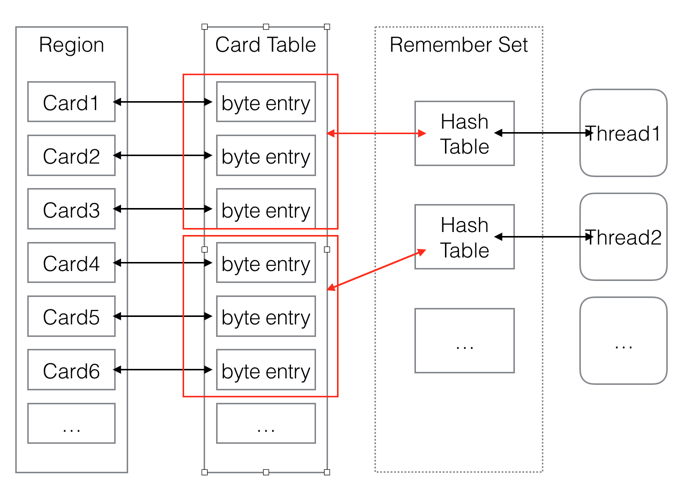 Region
Card Table
Remember Set
Card1
byte entry
Hash
Table
Thread1
Card2
byte entry
Card3
byte entry
Hash
Table
Thread2
Card4
byte entry
Card5
byte entry
...
...
Card6
byte entry
...
...